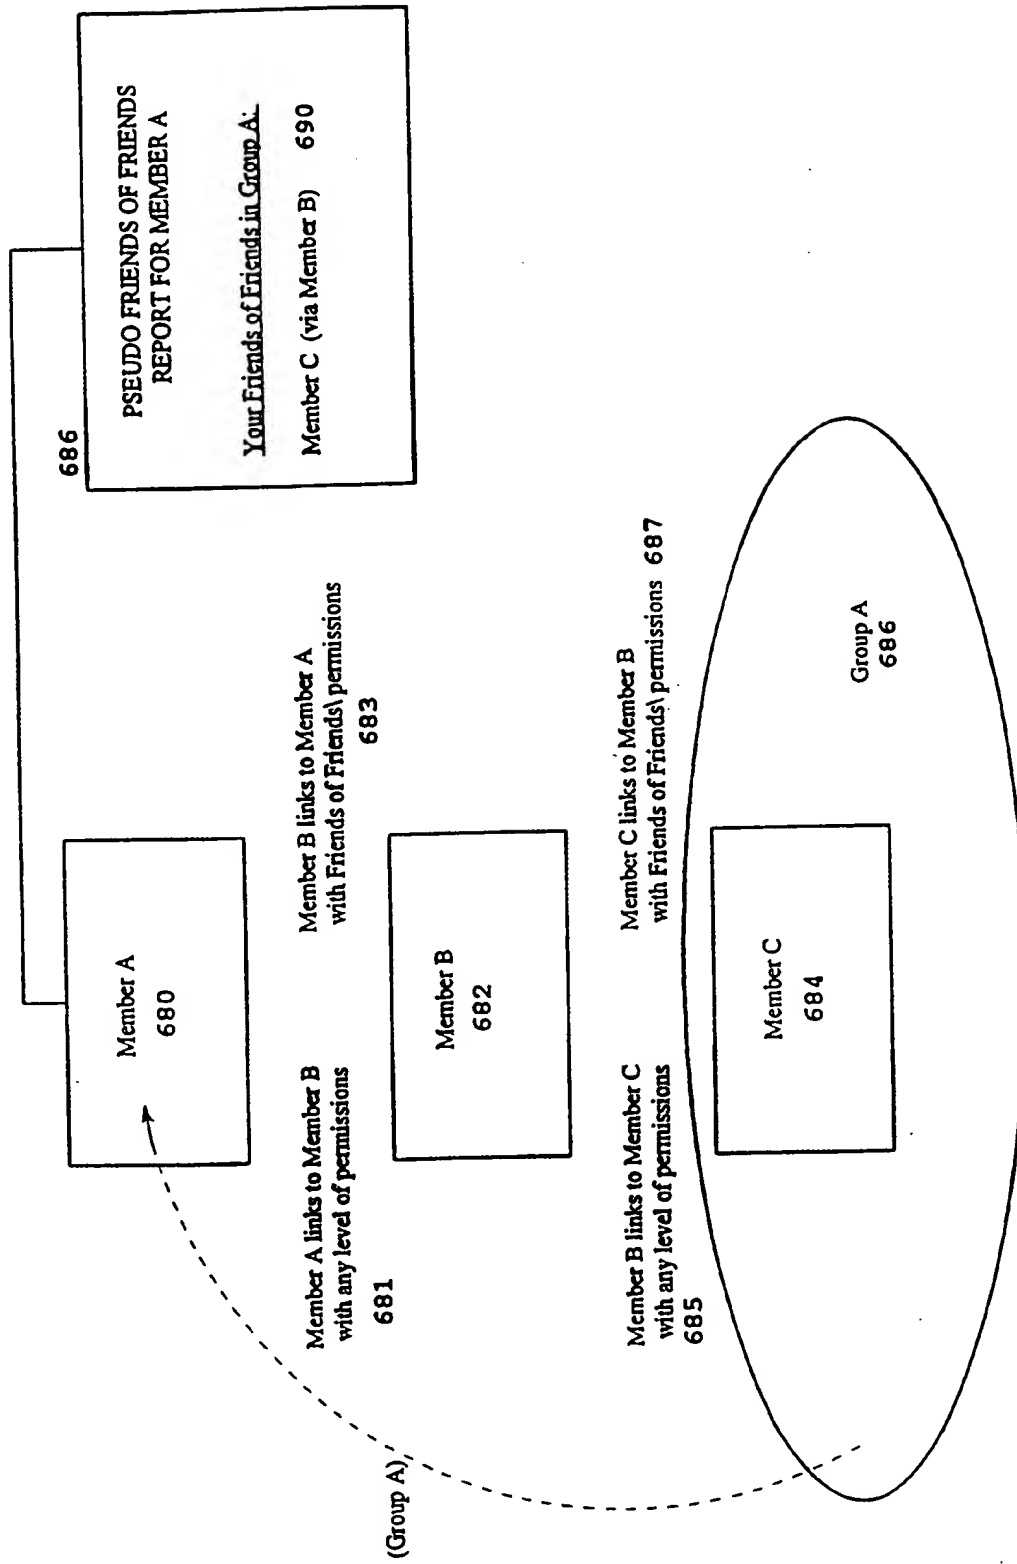 (Group A)
Member A
680
Member A links to Member B
with any level of permissions
681
Member B links to Member A
with Friends of Friends\ permissions
683
Member B
682
Member B links to Member C
with any level of permissions
685
Member C links to Member B
with Friends of Friends\ permissions 687
Member C
684
Group A
686
686
PSEUDO FRIENDS OF FRIENDS
REPORT FOR MEMBER A
Your Friends of Friends in Group A:
Member C (via Member B) 690